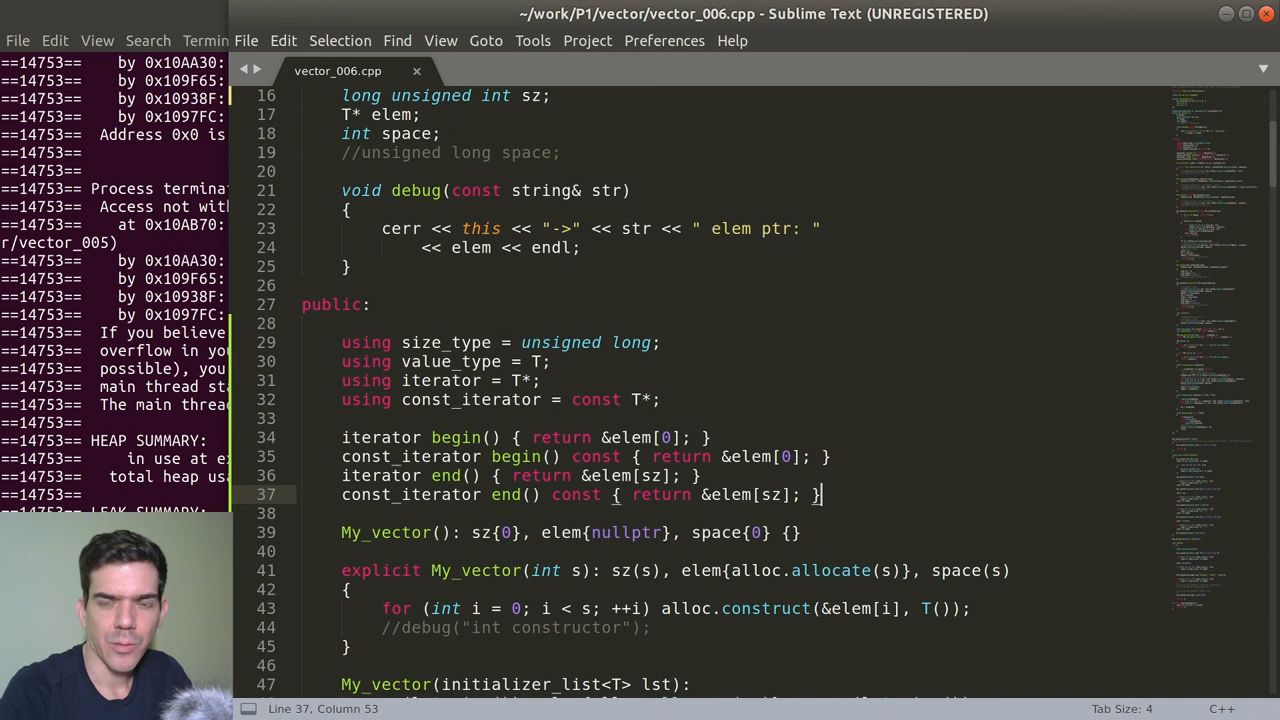 ~/work/P1/vector/vector_006.cpp - Sublime Text (UNREGISTERED)
File Edit View Search Termin
File Edit Selection Find View Goto Tools Project Preferences Help
vector_006.cpp
==14753== by 0x10AA30:
==14753== by 0x109F65:
==14753== by 0x10938F:
==14753== by 0x1097FC:
==14753== Address 0x0 is
==14753==
==14753==
==14753== Process termina
==14753== Access not with
==14753== at 0x10AB70:
r/vector_005)
==14753== by 0x10AA30:
==14753== by 0x109F65:
==14753== by 0x10938F:
==14753== by 0x1097FC:
==14753== If you believe
==14753== overflow in you
==14753== possible), you
==14753== main thread sta
==14753== The main thread
==14753==
==14753== HEAP SUMMARY:
==14753== in use at ex
==14753== total heap usa
==14753==
==14753== LEAK SUMMARY:
16 long unsigned int sz;
17 T* elem;
18 int space;
19 //unsigned long space;
20
21 void debug(const string& str)
22 {
23 cerr << this << "->" << str << " elem ptr: "
24 << elem << endl;
25 }
26
27 public:
28
29 using size_type = unsigned long;
30 using value_type = T;
31 using iterator = T*;
32 using const_iterator = const T*;
33
34 iterator begin() { return &elem[0]; }
35 const_iterator begin() const { return &elem[0]; }
36 iterator end() { return &elem[sz]; }
37 const_iterator end() const { return &elem[sz]; }
38
39 My_vector(): sz{0}, elem{nullptr}, space{0} {}
40
41 explicit My_vector(int s): sz(s), elem{alloc.allocate(s)}, space(s)
42 {
43 for (int i = 0; i < s; ++i) alloc.construct(&elem[i], T());
44 //debug("int constructor");
45 }
46
47 My_vector(initializer_list<T> lst):
Line 37, Column 53
Tab Size: 4
C++